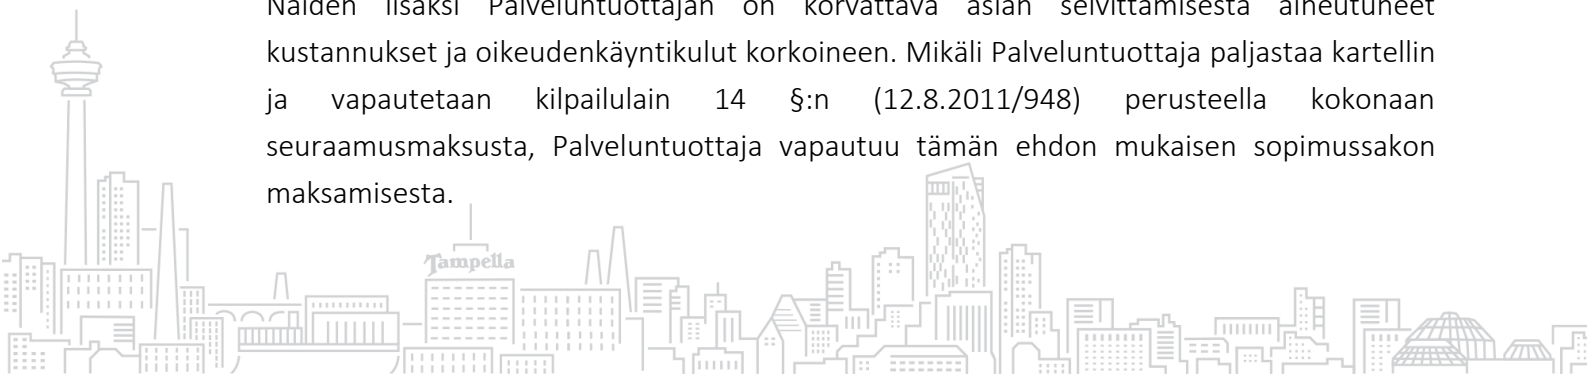 Näiden lisäksi Palveluntuottajan on korvattava asian selvittämisestä aiheutuneet
kustannukset ja oikeudenkäyntikulut korkoineen. Mikäli Palveluntuottaja paljastaa kartellin
ja vapautetaan kilpailulain 14 §:n (12.8.2011/948) perusteella kokonaan
seuraamusmaksusta, Palveluntuottaja vapautuu tämän ehdon mukaisen sopimussakon
maksamisesta.
Tampella